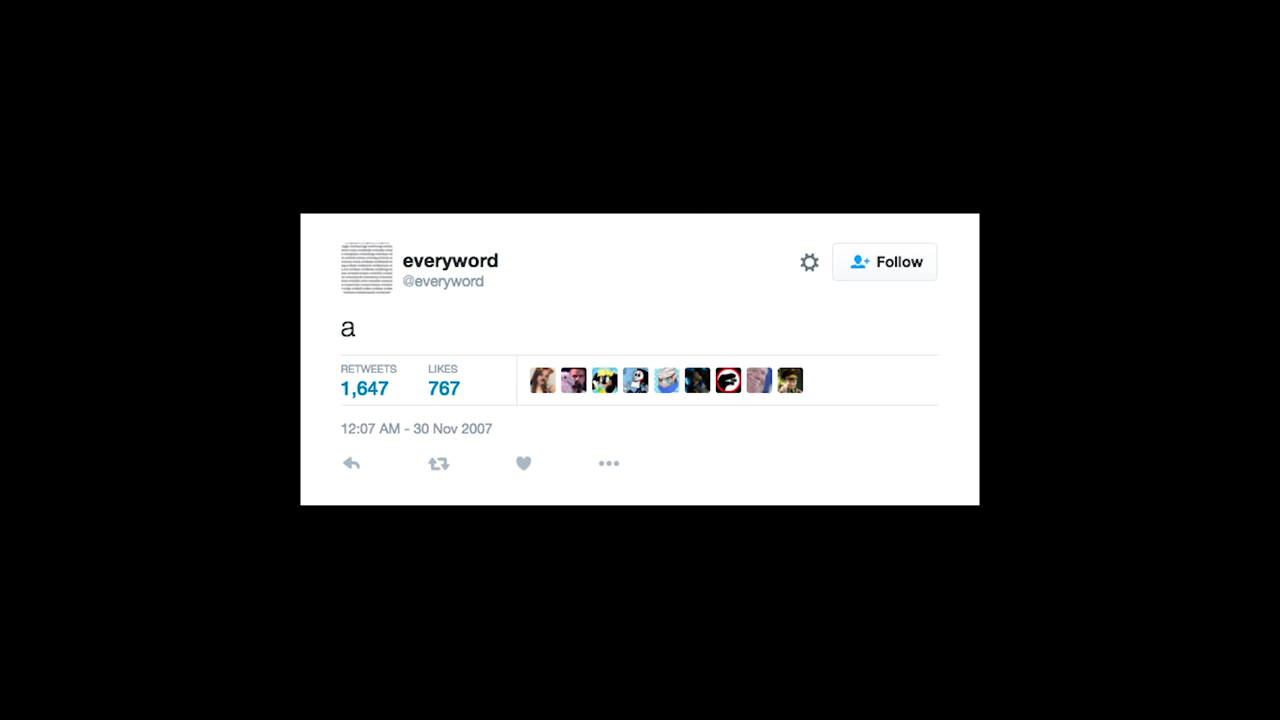 everyword
@everyword
Follow
a
RETWEETS LIKES
1,647 767
12:07 AM - 30 Nov 2007